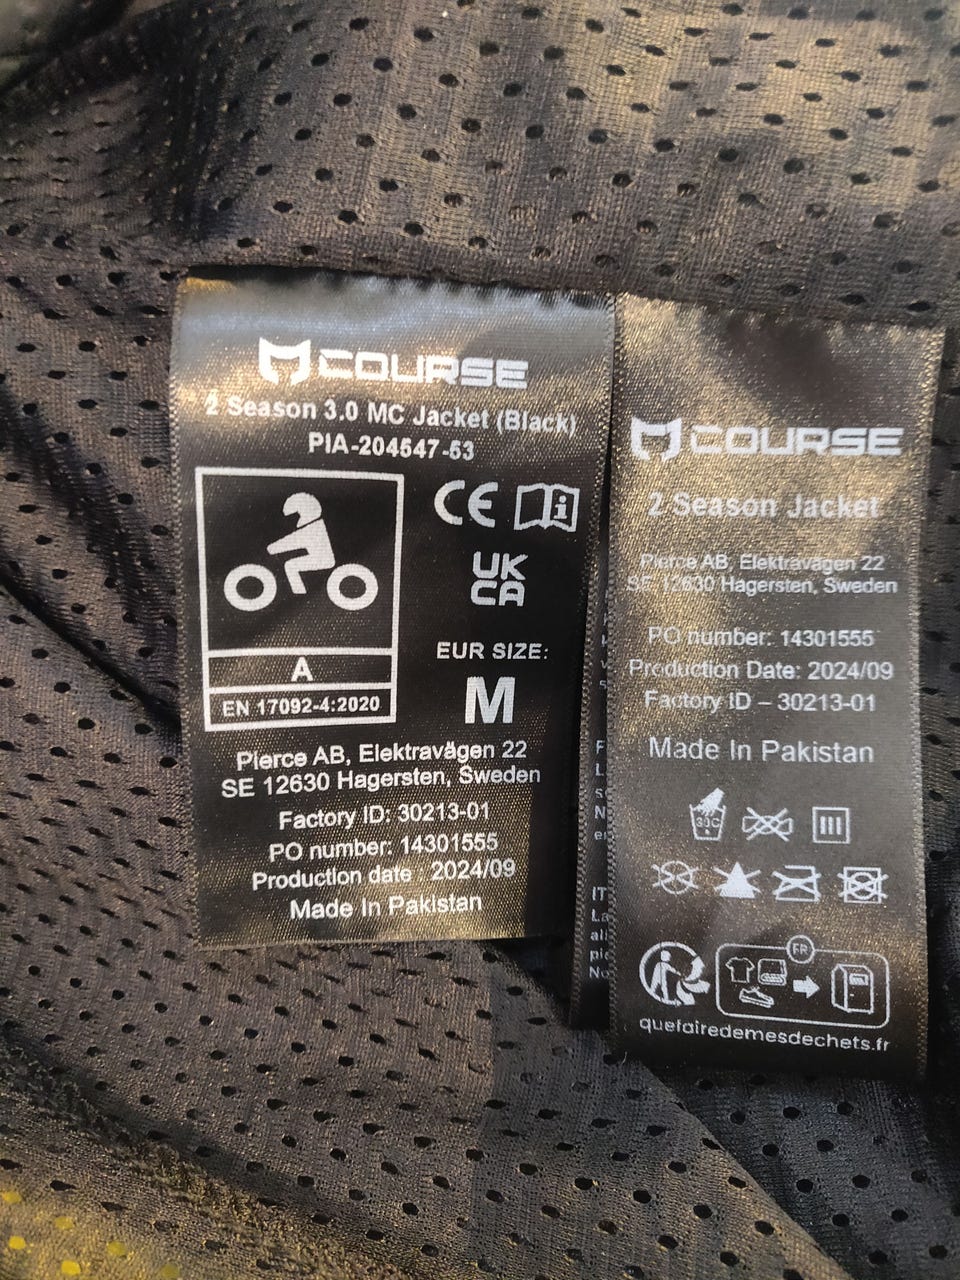 COURSE
2 Season 3.0 MC Jacket (Black)
PIA-204547-53
CE i
UK
CA
A
EN 17092-4:2020
EUR SIZE:
M
Pierce AB, Elektravägen 22
SE 12630 Hagersten, Sweden
Factory ID: 30213-01
PO number: 14301555
Production date : 2024/09
Made In Pakistan
COURSE
2 Season Jacket
Pierce AB, Elektravägen 22
SE 12630 Hagersten, Sweden
PO number: 14301555
Production Date: 2024/09
Factory ID – 30213-01
Made In Pakistan
30C
FR
quefairedemesdechets.fr
IT
La